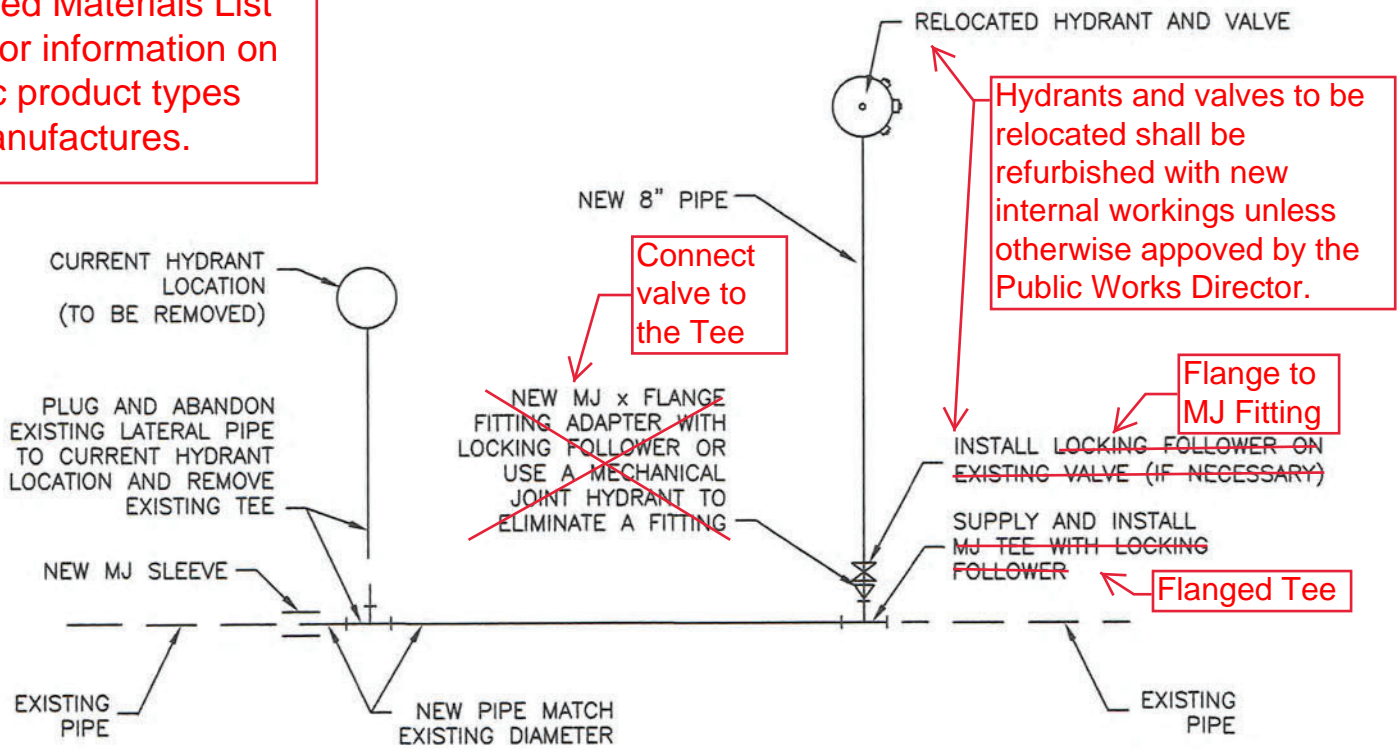 ed Materials List
or information on
c product types
anufactures.
RELOCATED HYDRANT AND VALVE
Hydrants and valves to be
relocated shall be
refurbished with new
internal workings unless
otherwise appoved by the
Public Works Director.
NEW 8" PIPE
CURRENT HYDRANT
LOCATION
(TO BE REMOVED)
Connect
valve to
the Tee
PLUG AND ABANDON
EXISTING LATERAL PIPE
TO CURRENT HYDRANT
LOCATION AND REMOVE
EXISTING TEE
NEW MJ x FLANGE
FITTING ADAPTER WITH
LOCKING FOLLOWER OR
USE A MECHANICAL
JOINT HYDRANT TO
ELIMINATE A FITTING
Flange to
MJ Fitting
INSTALL LOCKING FOLLOWER ON
EXISTING VALVE (IF NECESSARY)
SUPPLY AND INSTALL
MJ TEE WITH LOCKING
FOLLOWER
Flanged Tee
NEW MJ SLEEVE
EXISTING
PIPE
NEW PIPE MATCH
EXISTING DIAMETER
EXISTING
PIPE